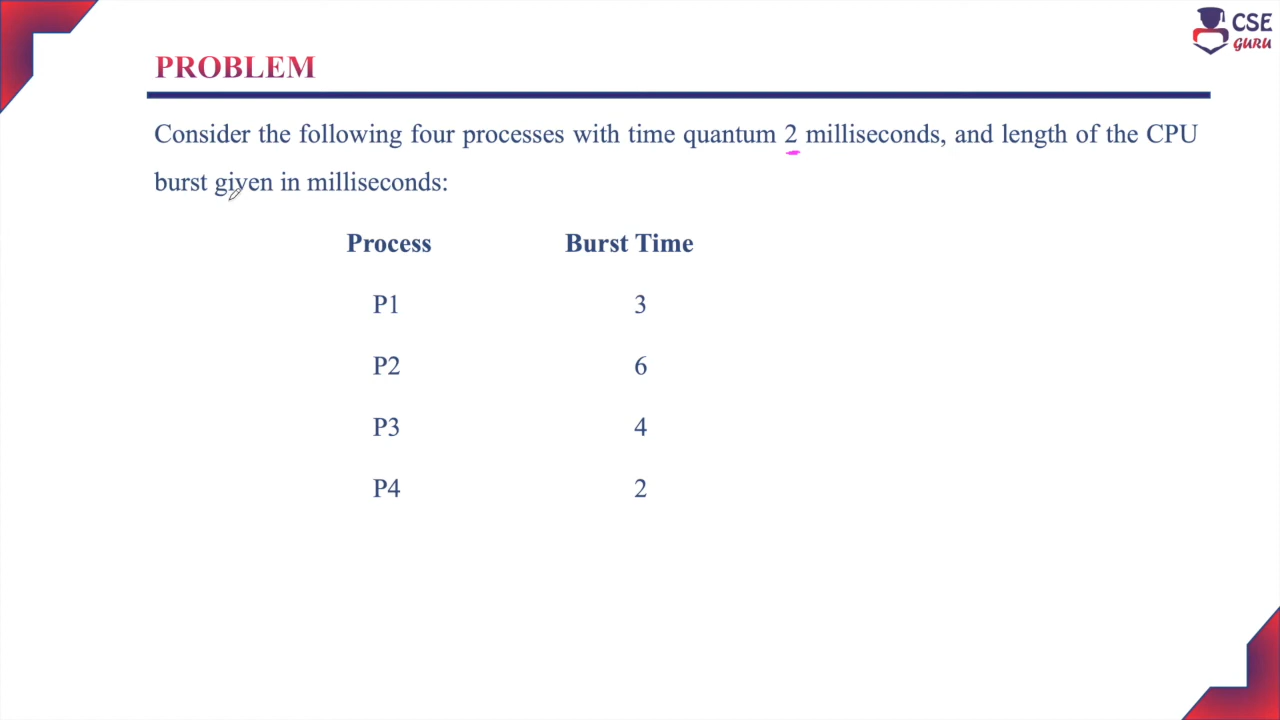 CSE
GURU
PROBLEM
Consider the following four processes with time quantum 2 milliseconds, and length of the CPU
burst given in milliseconds:
Process Burst Time
P1 3
P2 6
P3 4
P4 2